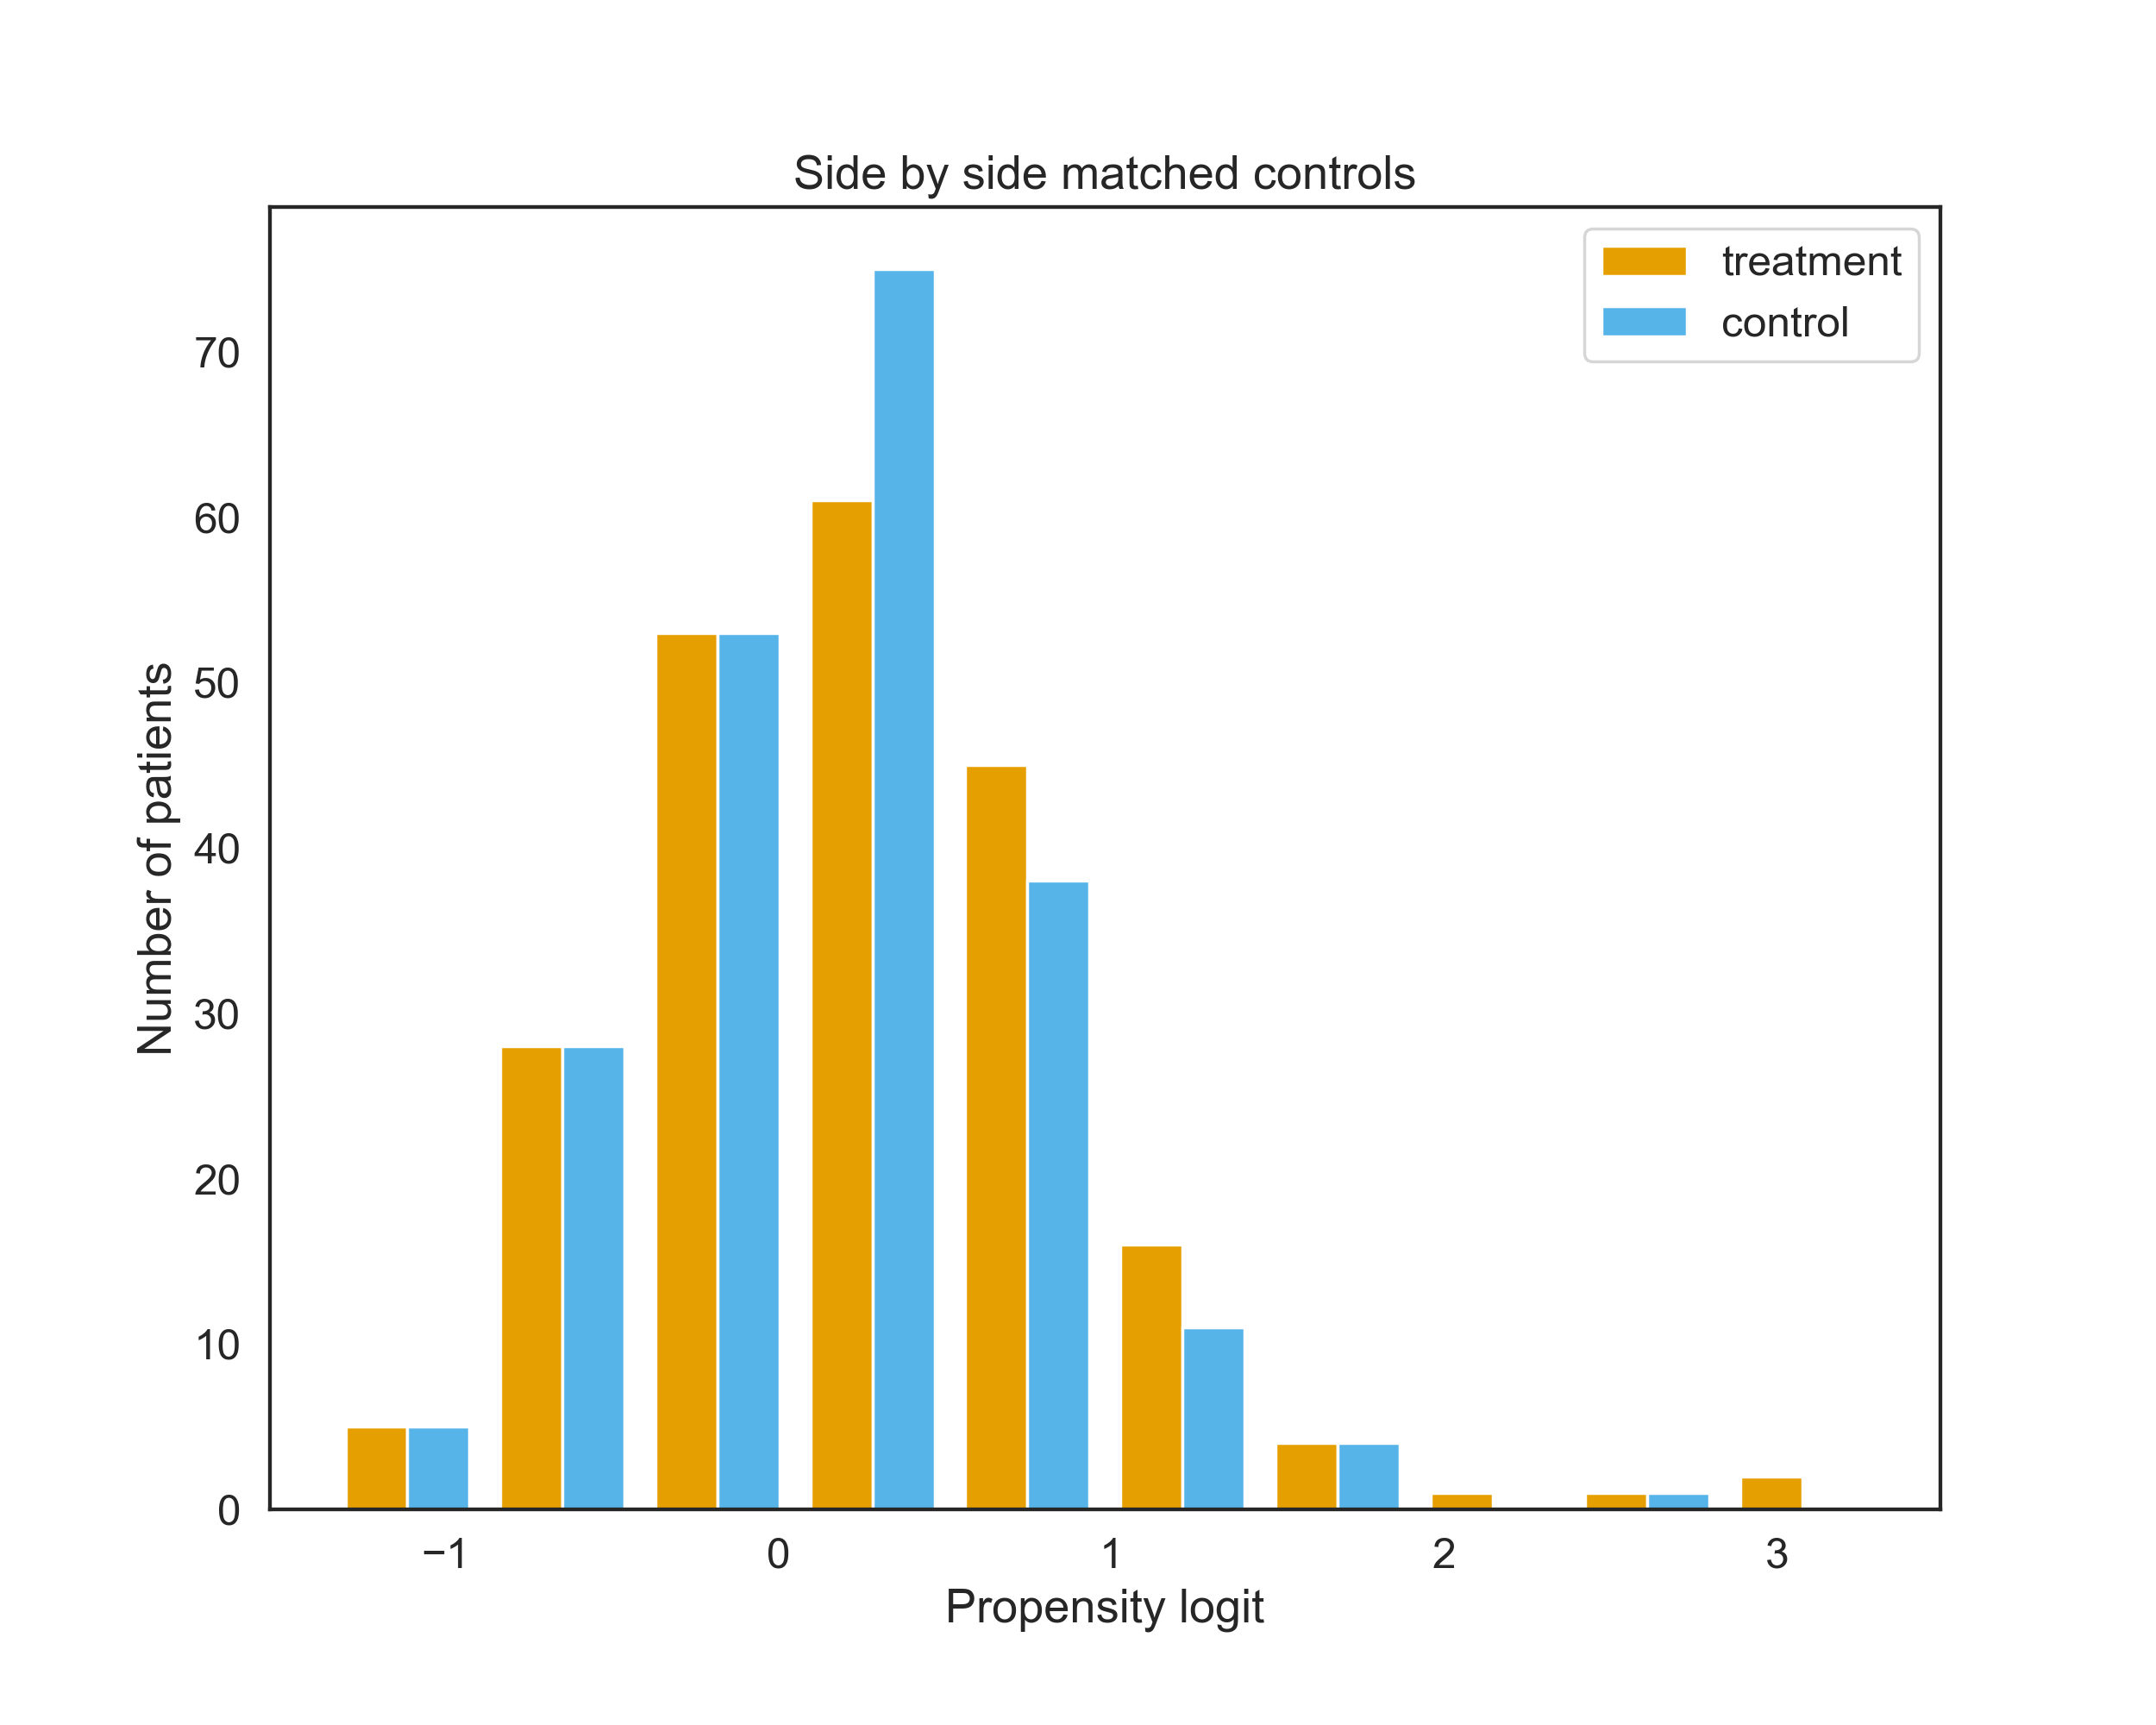 Side by side matched controls
treatment
control
Number of patients
70
60
50
40
30
20
10
0
−1 0 1 2 3
Propensity logit